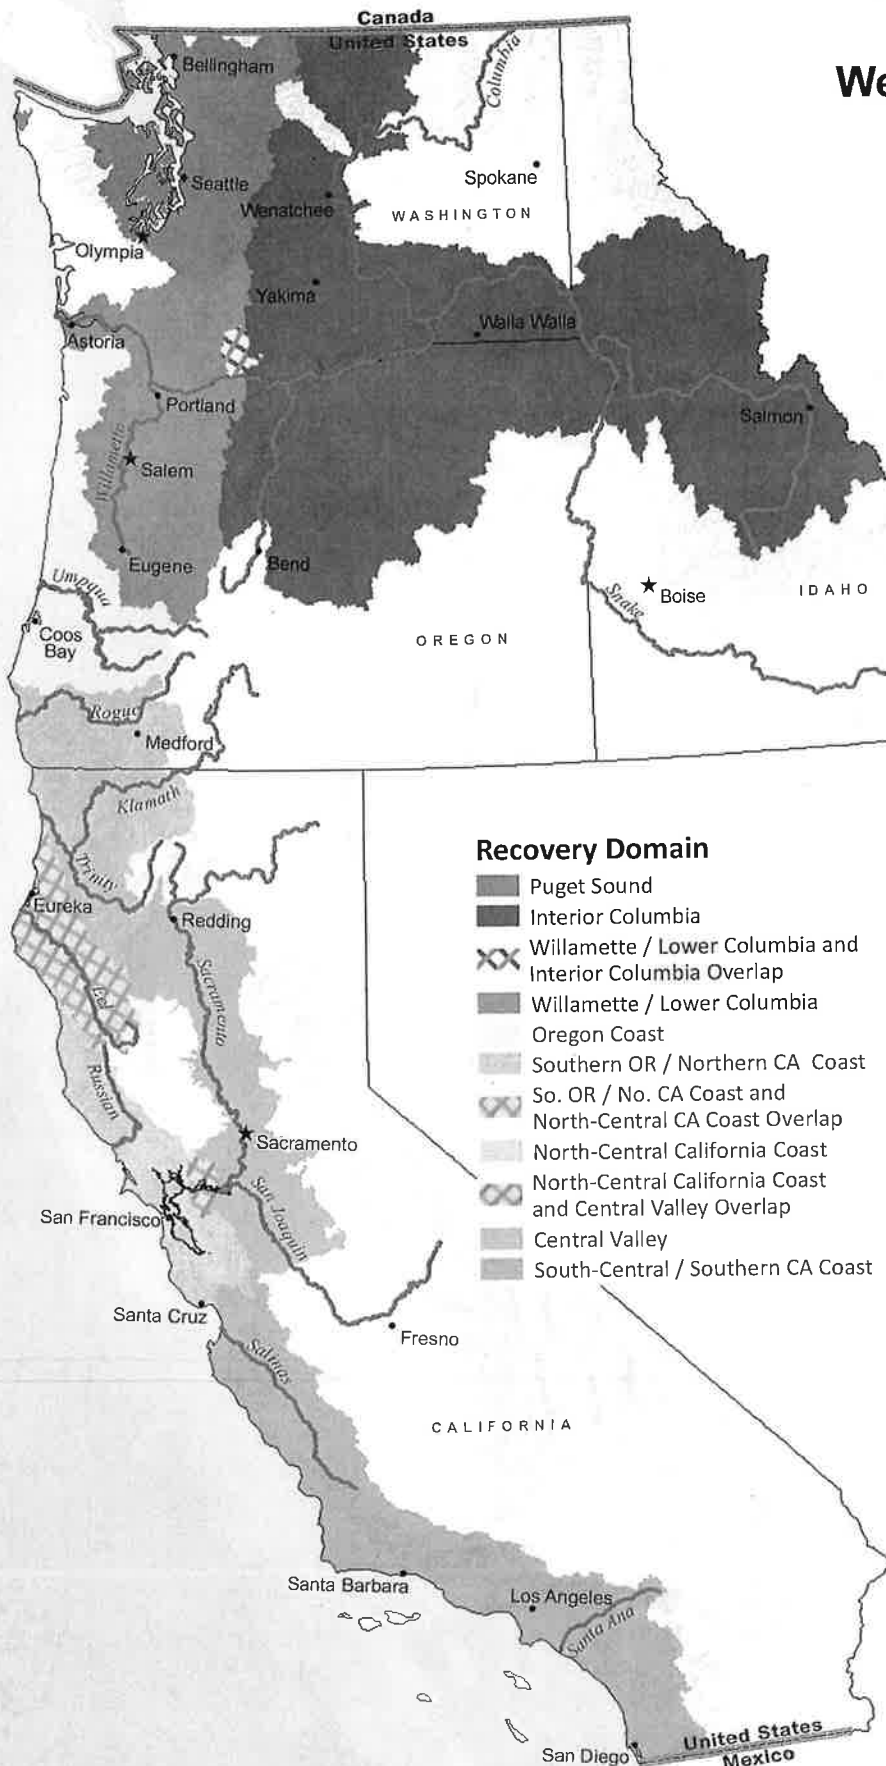 Canada
United States
We
Bellingham
Columbia
Seattle
Spokane
Wenatchee
WASHINGTON
Olympia
Yakima
Walla Walla
Astoria
Portland
Salmon
Willamette
Salem
Eugene
Bend
Umpqua
Snake
Boise
IDAHO
Coos
Bay
OREGON
Rogue
Medford
Klamath
Trinity
Eureka
Redding
Sacramento
Eel
Russian
Sacramento
San Joaquin
San Francisco
Santa Cruz
Fresno
Salinas
CALIFORNIA
Santa Barbara
Los Angeles
Santa Ana
San Diego
United States
Mexico
Recovery Domain
Puget Sound
Interior Columbia
Willamette / Lower Columbia and
Interior Columbia Overlap
Willamette / Lower Columbia
Oregon Coast
Southern OR / Northern CA Coast
So. OR / No. CA Coast and
North-Central CA Coast Overlap
North-Central California Coast
North-Central California Coast
and Central Valley Overlap
Central Valley
South-Central / Southern CA Coast